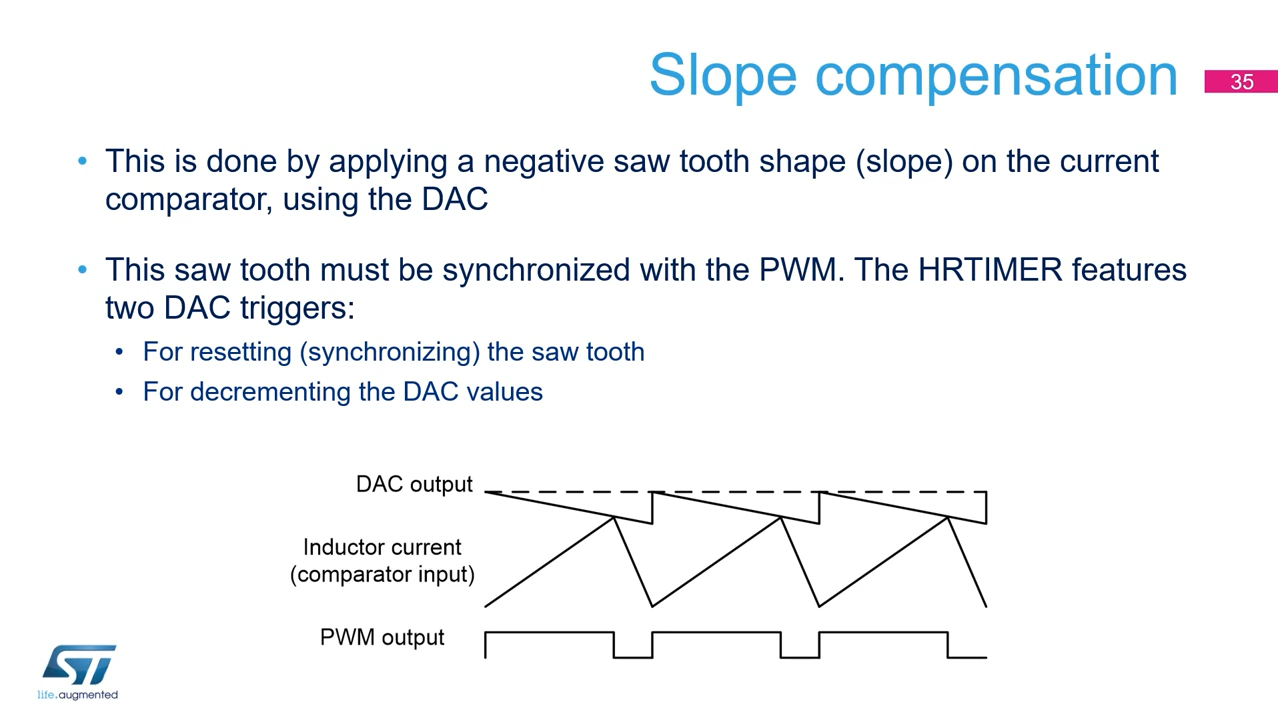 Slope compensation
35
• This is done by applying a negative saw tooth shape (slope) on the current
comparator, using the DAC
• This saw tooth must be synchronized with the PWM. The HRTIMER features
two DAC triggers:
• For resetting (synchronizing) the saw tooth
• For decrementing the DAC values
DAC output
Inductor current
(comparator input)
PWM output
ST
life.augmented